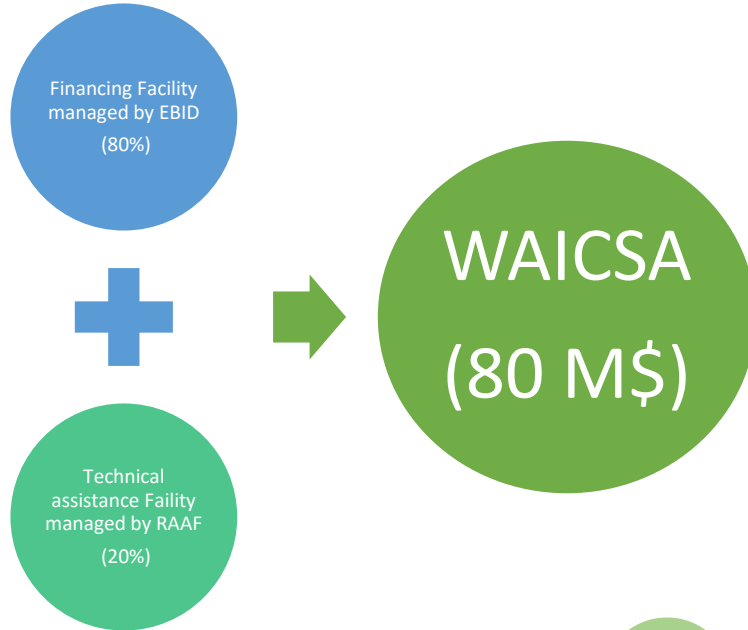 Financing Facility
managed by EBID
(80%)
WAICSA
(80 M$)
Technical
assistance Faility
managed by RAAF
(20%)